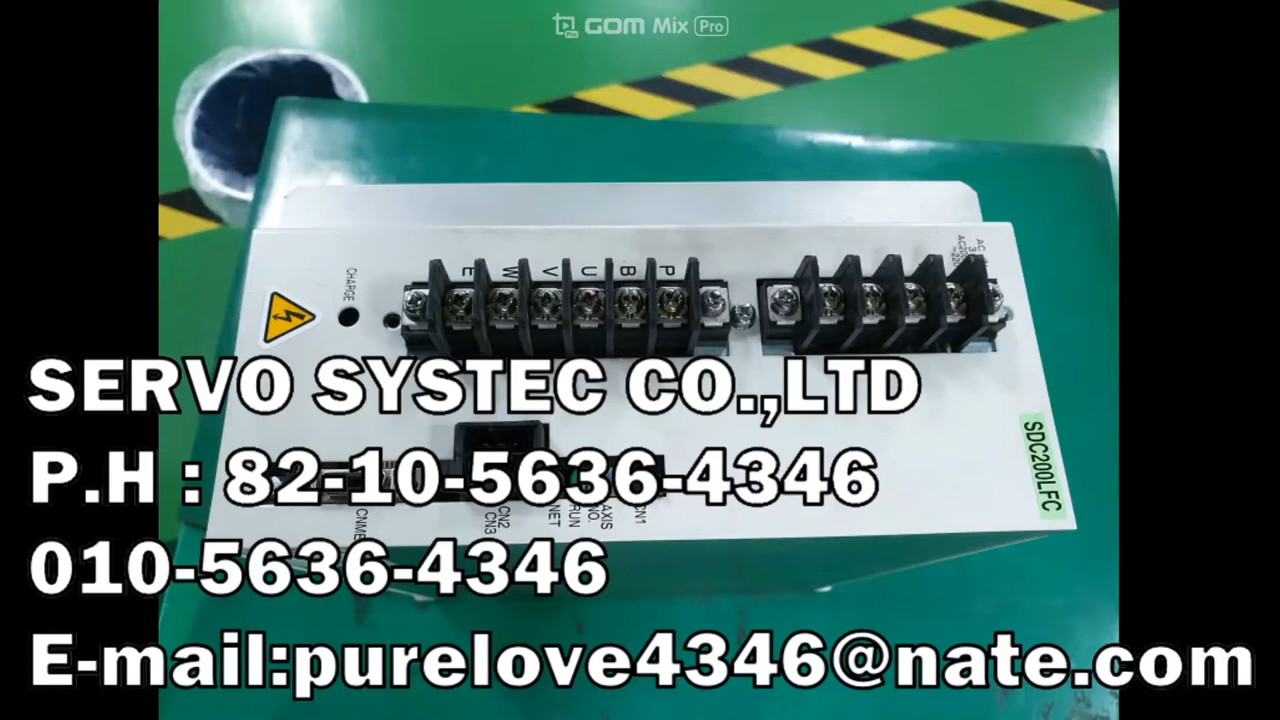 GOM Mix Pro
E W V U B P
CHARGE
SERVO SYSTEC CO.,LTD
SDC200LFC
P.H : 82-10-5636-4346
CN2
CN3
NET
RUN
AXIS
NO.
CN1
010-5636-4346
E-mail:purelove4346@nate.com